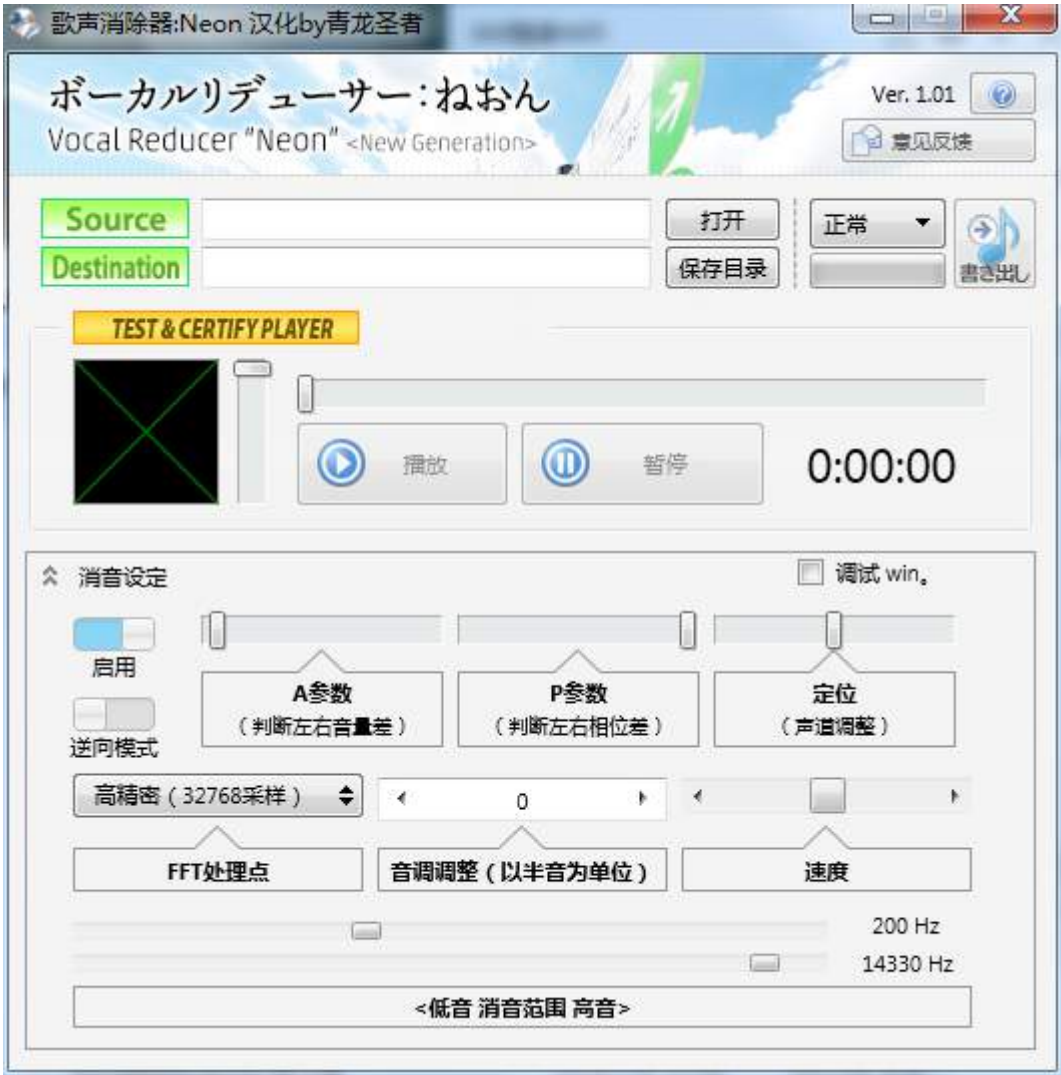 歌声消除器:Neon 汉化by青龙圣者
ボーカルリデューサー：ねおん
Vocal Reducer "Neon" <New Generation>
Ver. 1.01
意见反馈
Source
打开
正常
Destination
保存目录
書き出し
TEST & CERTIFY PLAYER
播放
暂停
0:00:00
消音设定
调试 win。
启用
A参数
（判断左右音量差）
P参数
（判断左右相位差）
定位
（声道调整）
逆向模式
高精密（32768采样）
0
FFT处理点
音调调整（以半音为单位）
速度
200 Hz
14330 Hz
<低音 消音范围 高音>